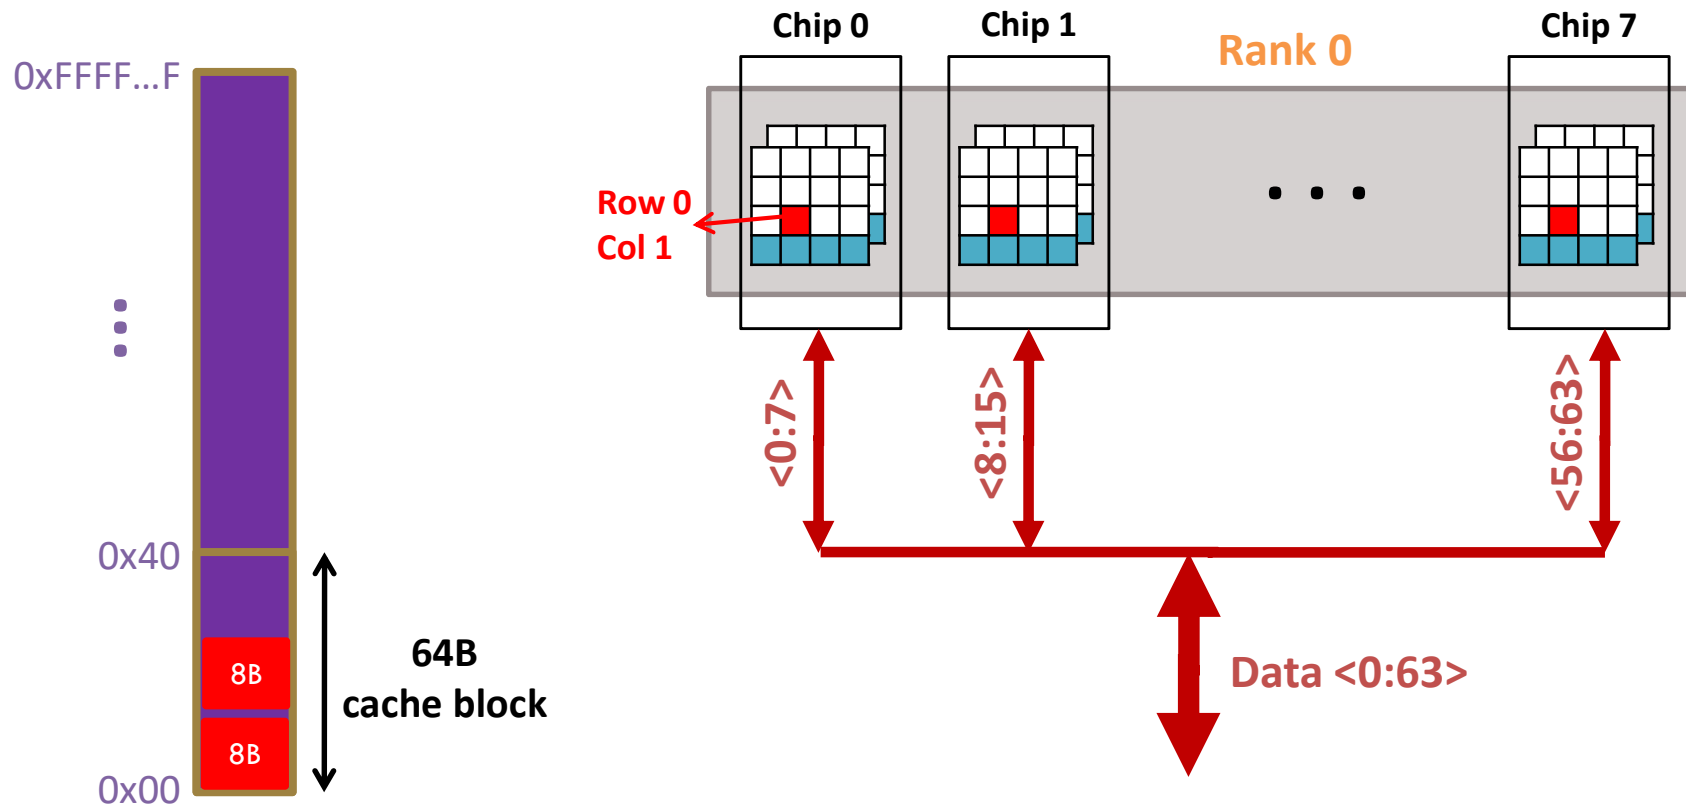 0xFFFF...F
0x40
8B
8B
0x00
64B
cache block
Chip 0
Chip 1
Rank 0
Chip 7
Row 0
Col 1
. . .
<0:7>
<8:15>
<56:63>
Data <0:63>